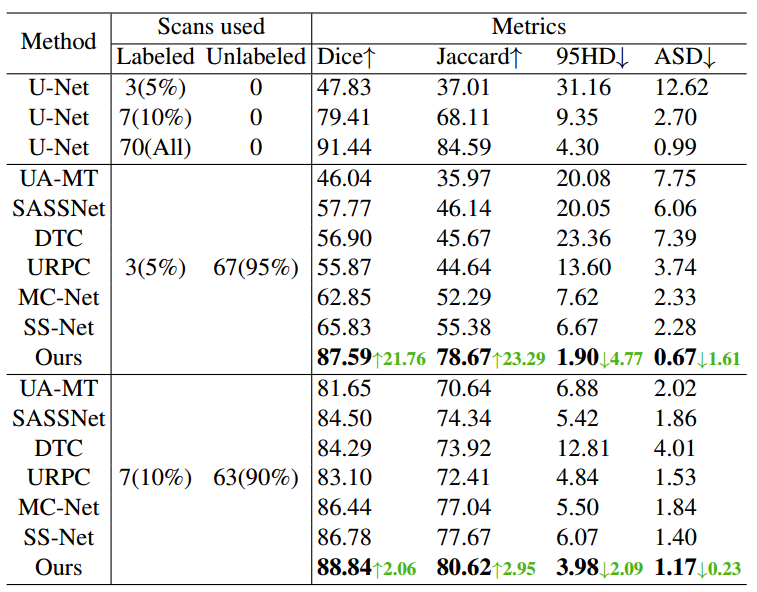 Method Scans used Metrics
Labeled Unlabeled Dice↑ Jaccard↑ 95HD↓ ASD↓
U-Net 3(5%) 0 47.83 37.01 31.16 12.62
U-Net 7(10%) 0 79.41 68.11 9.35 2.70
U-Net 70(All) 0 91.44 84.59 4.30 0.99
UA-MT 46.04 35.97 20.08 7.75
SASSNet 57.77 46.14 20.05 6.06
DTC 56.90 45.67 23.36 7.39
URPC 3(5%) 67(95%) 55.87 44.64 13.60 3.74
MC-Net 62.85 52.29 7.62 2.33
SS-Net 65.83 55.38 6.67 2.28
Ours 87.59↑21.76 78.67↑23.29 1.90↓4.77 0.67↓1.61
UA-MT 81.65 70.64 6.88 2.02
SASSNet 84.50 74.34 5.42 1.86
DTC 84.29 73.92 12.81 4.01
URPC 7(10%) 63(90%) 83.10 72.41 4.84 1.53
MC-Net 86.44 77.04 5.50 1.84
SS-Net 86.78 77.67 6.07 1.40
Ours 88.84↑2.06 80.62↑2.95 3.98↓2.09 1.17↓0.23